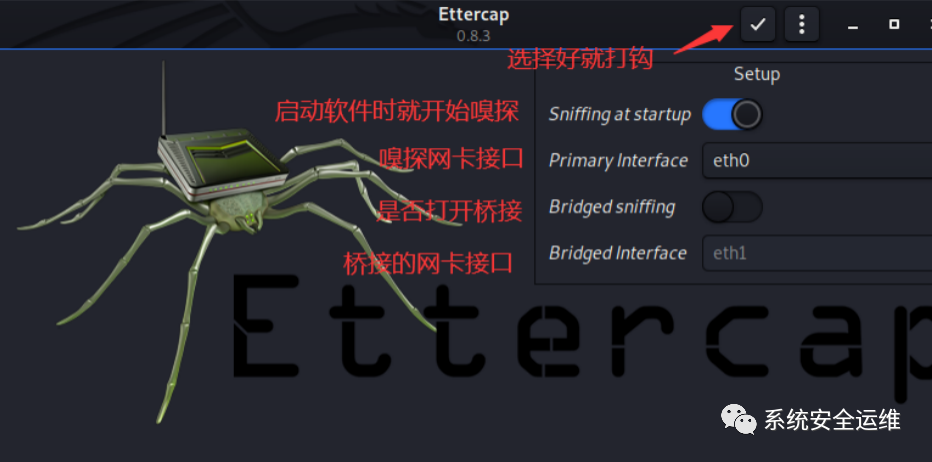 Ettercap
0.8.3
选择好就打钩
Setup
启动软件时就开始嗅探
Sniffing at startup
嗅探网卡接口
Primary Interface
eth0
是否打开桥接
Bridged sniffing
桥接的网卡接口
Bridged Interface
eth1
Ettercap
系统安全运维